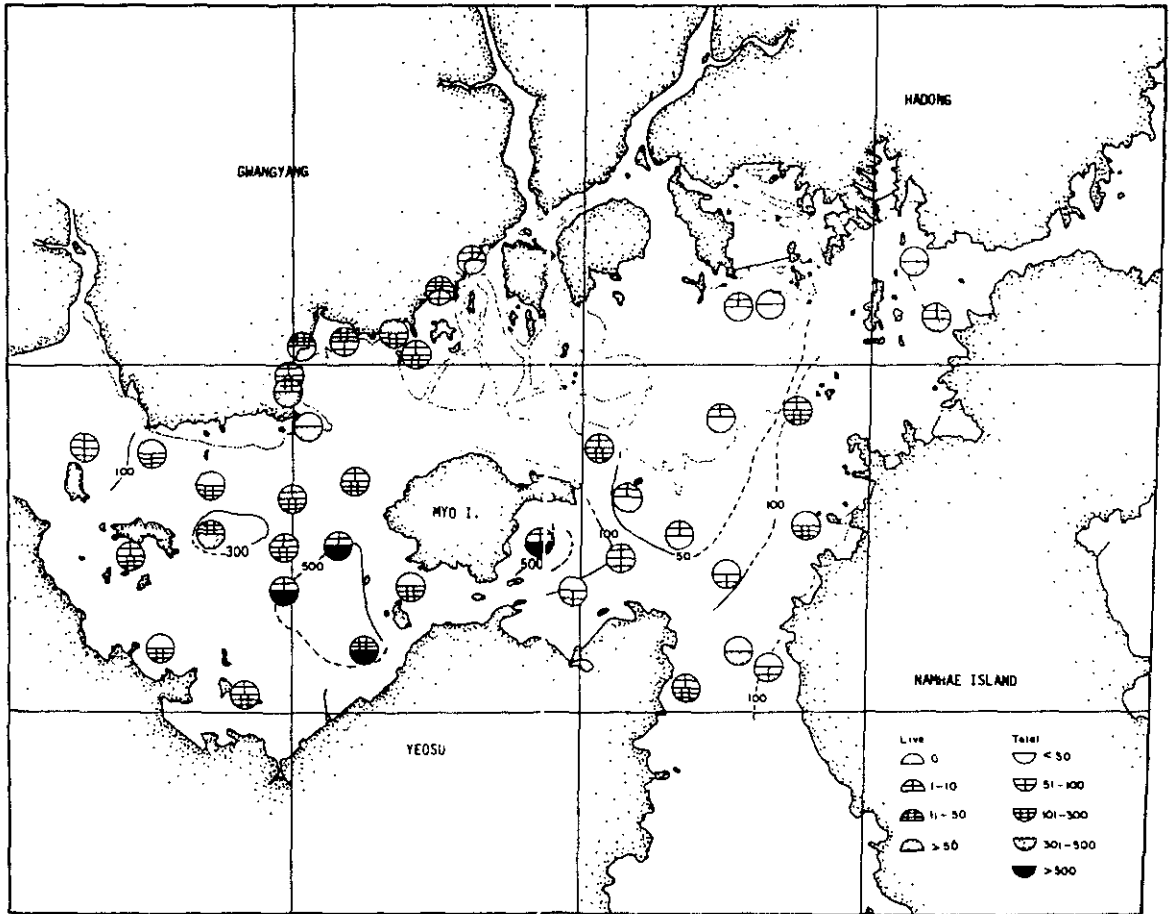 HADONG
GWANGYANG
100
MYO I.
300
500
500
100
50
100
100
NAMHAE ISLAND
YEOSU
Live
0
1-10
11-50
>50
Total
<50
51-100
101-300
301-500
>500